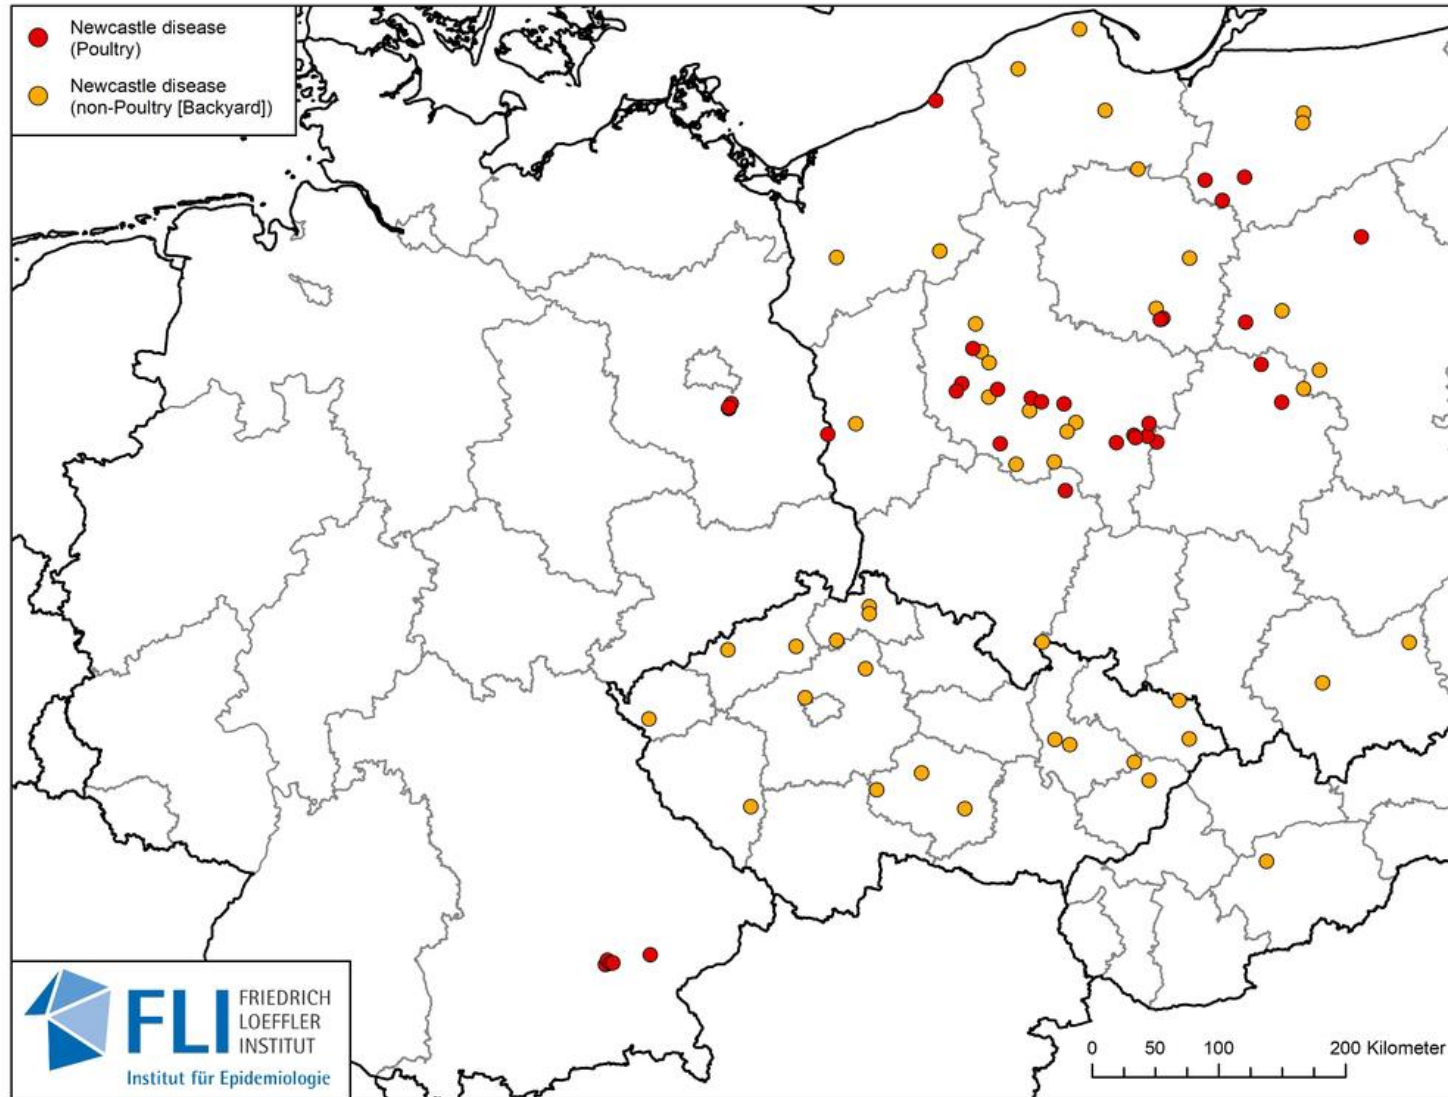 Newcastle disease
(Poultry)
Newcastle disease
(non-Poultry [Backyard])
FLI
FRIEDRICH
LOEFFLER
INSTITUT
Institut für Epidemiologie
0 50 100 200 Kilometer